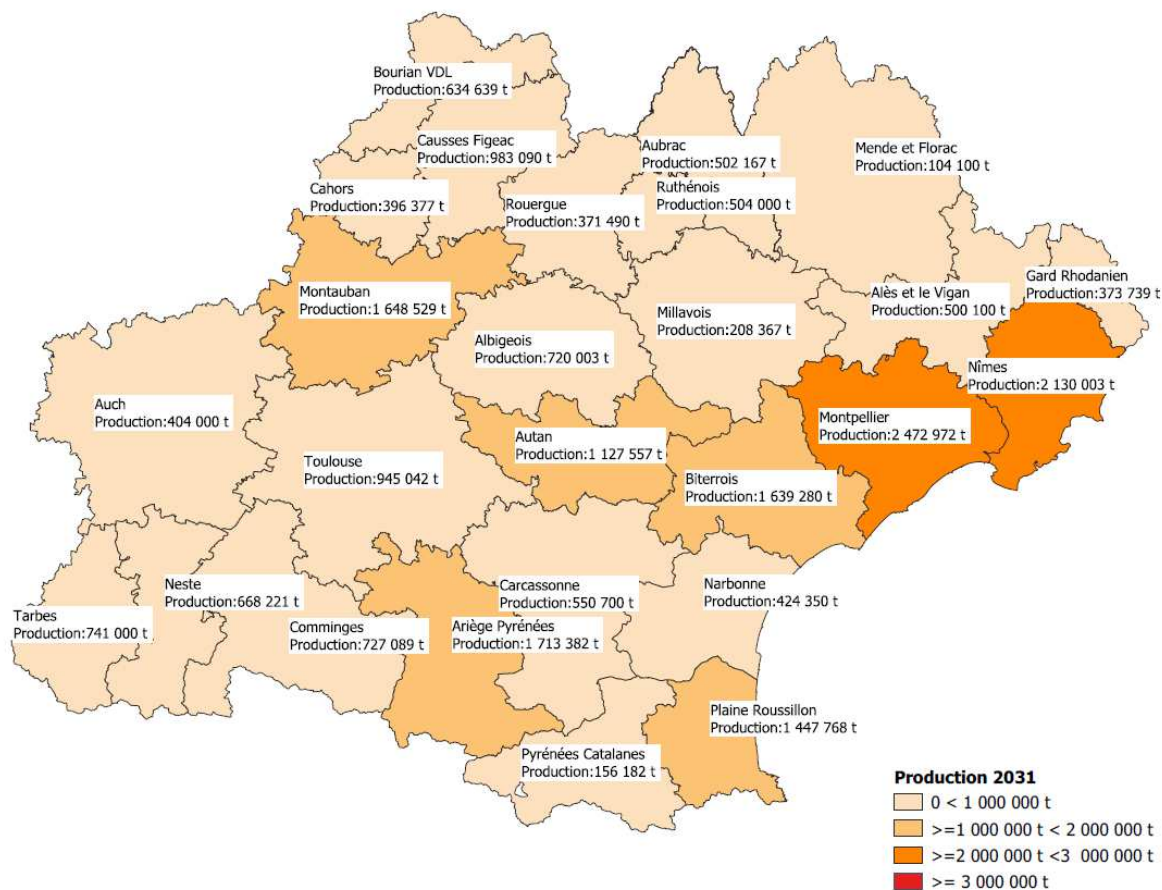 Bourian VDL
Production:634 639 t
Causses Figeac
Production:983 090 t
Aubrac
Production:502 167 t
Mende et Florac
Production:104 100 t
Cahors
Production:396 377 t
Rouergue
Production:371 490 t
Ruthénois
Production:504 000 t
Gard Rhodanien
Production:373 739 t
Montauban
Production:1 648 529 t
Alès et le Vigan
Production:500 100 t
Millavois
Production:208 367 t
Albigeois
Production:720 003 t
Nîmes
Production:2 130 003 t
Auch
Production:404 000 t
Montpellier
Production:2 472 972 t
Autan
Production:1 127 557 t
Toulouse
Production:945 042 t
Biterrois
Production:1 639 280 t
Neste
Production:668 221 t
Carcassonne
Production:550 700 t
Narbonne
Production:424 350 t
Tarbes
Production:741 000 t
Comminges
Production:727 089 t
Ariège Pyrénées
Production:1 713 382 t
Plaine Roussillon
Production:1 447 768 t
Pyrénées Catalanes
Production:156 182 t
Production 2031
0 < 1 000 000 t
>=1 000 000 t < 2 000 000 t
>=2 000 000 t <3 000 000 t
>= 3 000 000 t